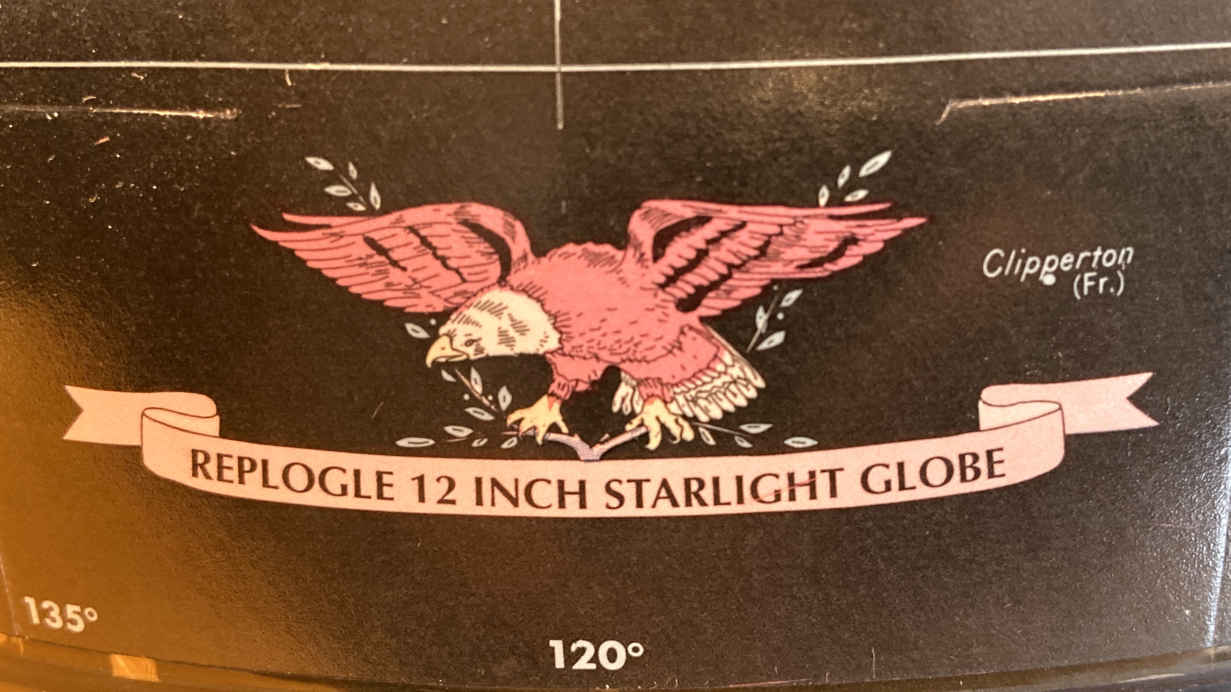 Clipperton
(Fr.)
REPLOGLE 12 INCH STARLIGHT GLOBE
135°
120°